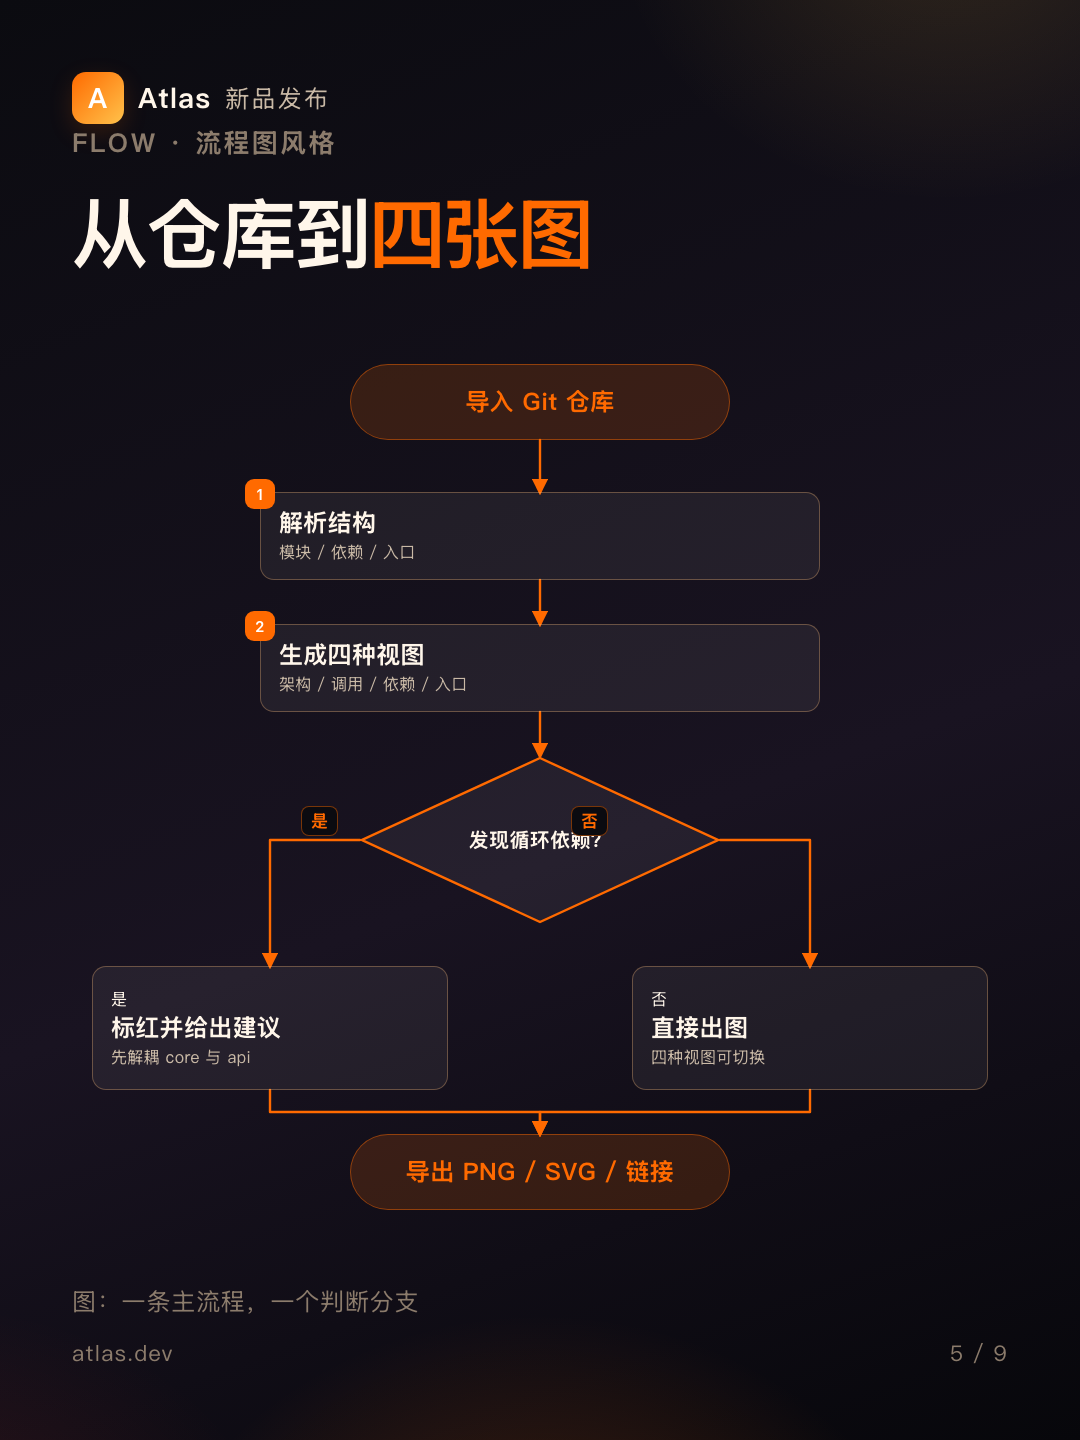 A Atlas 新品发布
FLOW · 流程图风格
从仓库到四张图
导入 Git 仓库
1
解析结构
模块 / 依赖 / 入口
2
生成四种视图
架构 / 调用 / 依赖 / 入口
是
否
发现循环依赖?
是
标红并给出建议
先解耦 core 与 api
否
直接出图
四种视图可切换
导出 PNG / SVG / 链接
图：一条主流程，一个判断分支
atlas.dev
5 / 9